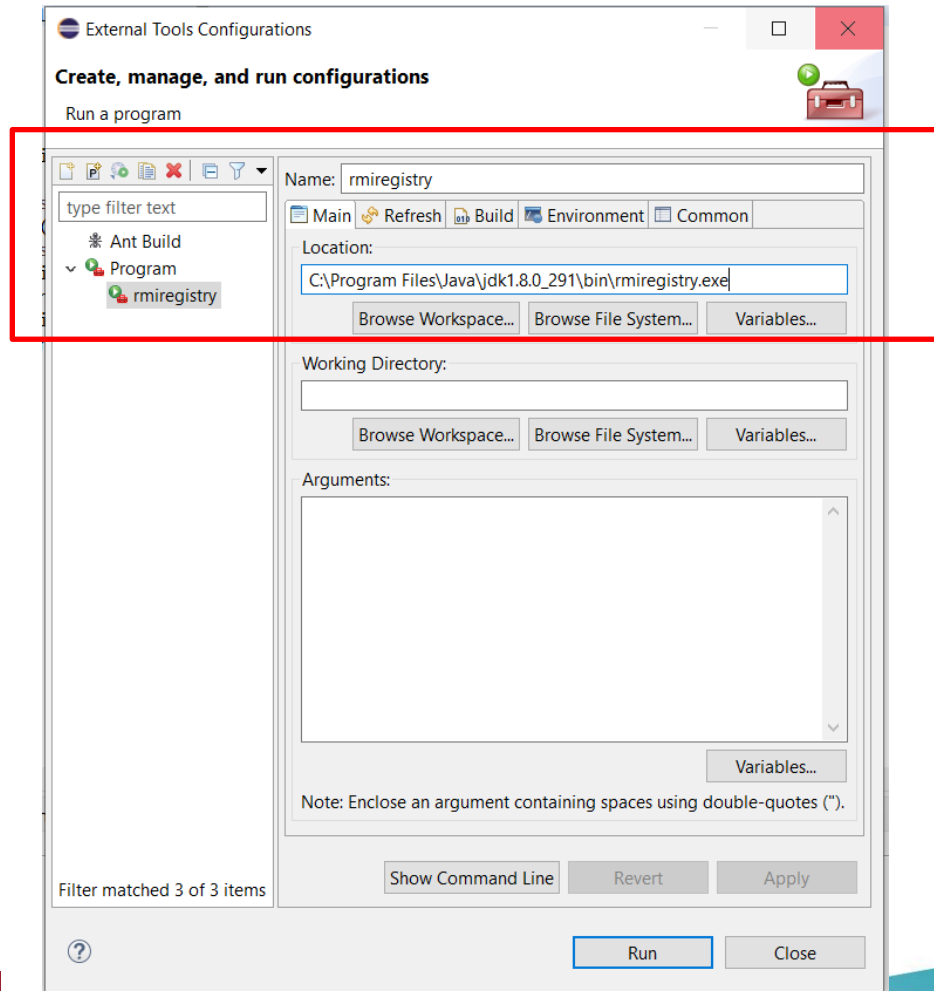 External Tools Configurations
Create, manage, and run configurations
Run a program
Name: rmiregistry
type filter text
Main Refresh Build Environment Common
Ant Build
Location:
Program
C:\Program Files\Java\jdk1.8.0_291\bin\rmiregistry.exe
rmiregistry
Browse Workspace... Browse File System... Variables...
Working Directory:
Browse Workspace... Browse File System... Variables...
Arguments:
Variables...
Note: Enclose an argument containing spaces using double-quotes (").
Show Command Line Revert Apply
Filter matched 3 of 3 items
Run Close